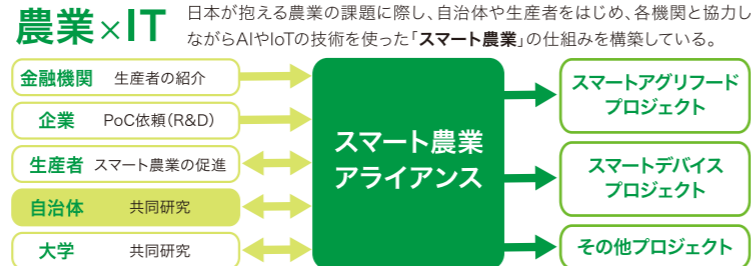 農業×IT
日本が抱える農業の課題に際し、自治体や生産者をはじめ、各機関と協力し
ながらAIやIoTの技術を使った「スマート農業」の仕組みを構築している。
金融機関 生産者の紹介
企業 PoC依頼(R&D)
生産者 スマート農業の促進
自治体 共同研究
大学 共同研究
スマート農業
アライアンス
スマートアグリフード
プロジェクト
スマートデバイス
プロジェクト
その他プロジェクト